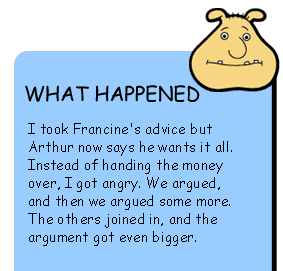 WHAT HAPPENED
I took Francine's advice but
Arthur now says he wants it all.
Instead of handing the money
over, I got angry. We argued,
and then we argued some more.
The others joined in, and the
argument got even bigger.